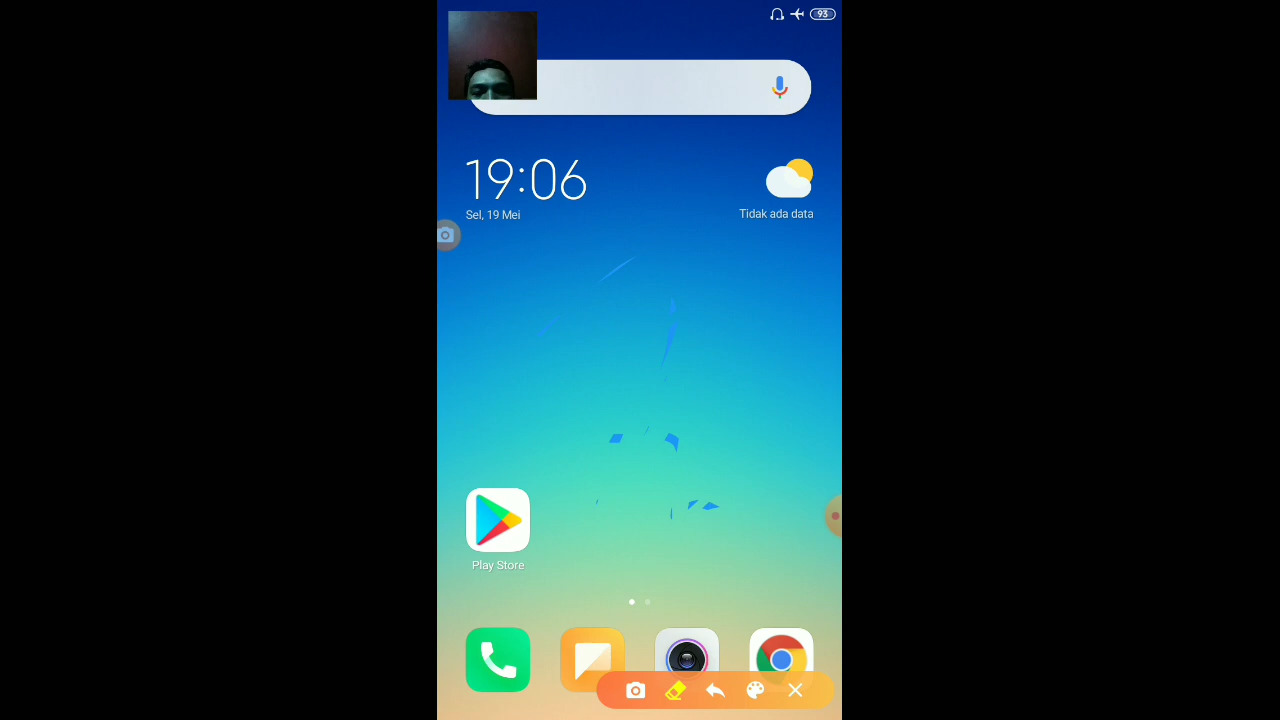 93
19:06
Sel, 19 Mei
Tidak ada data
Play Store